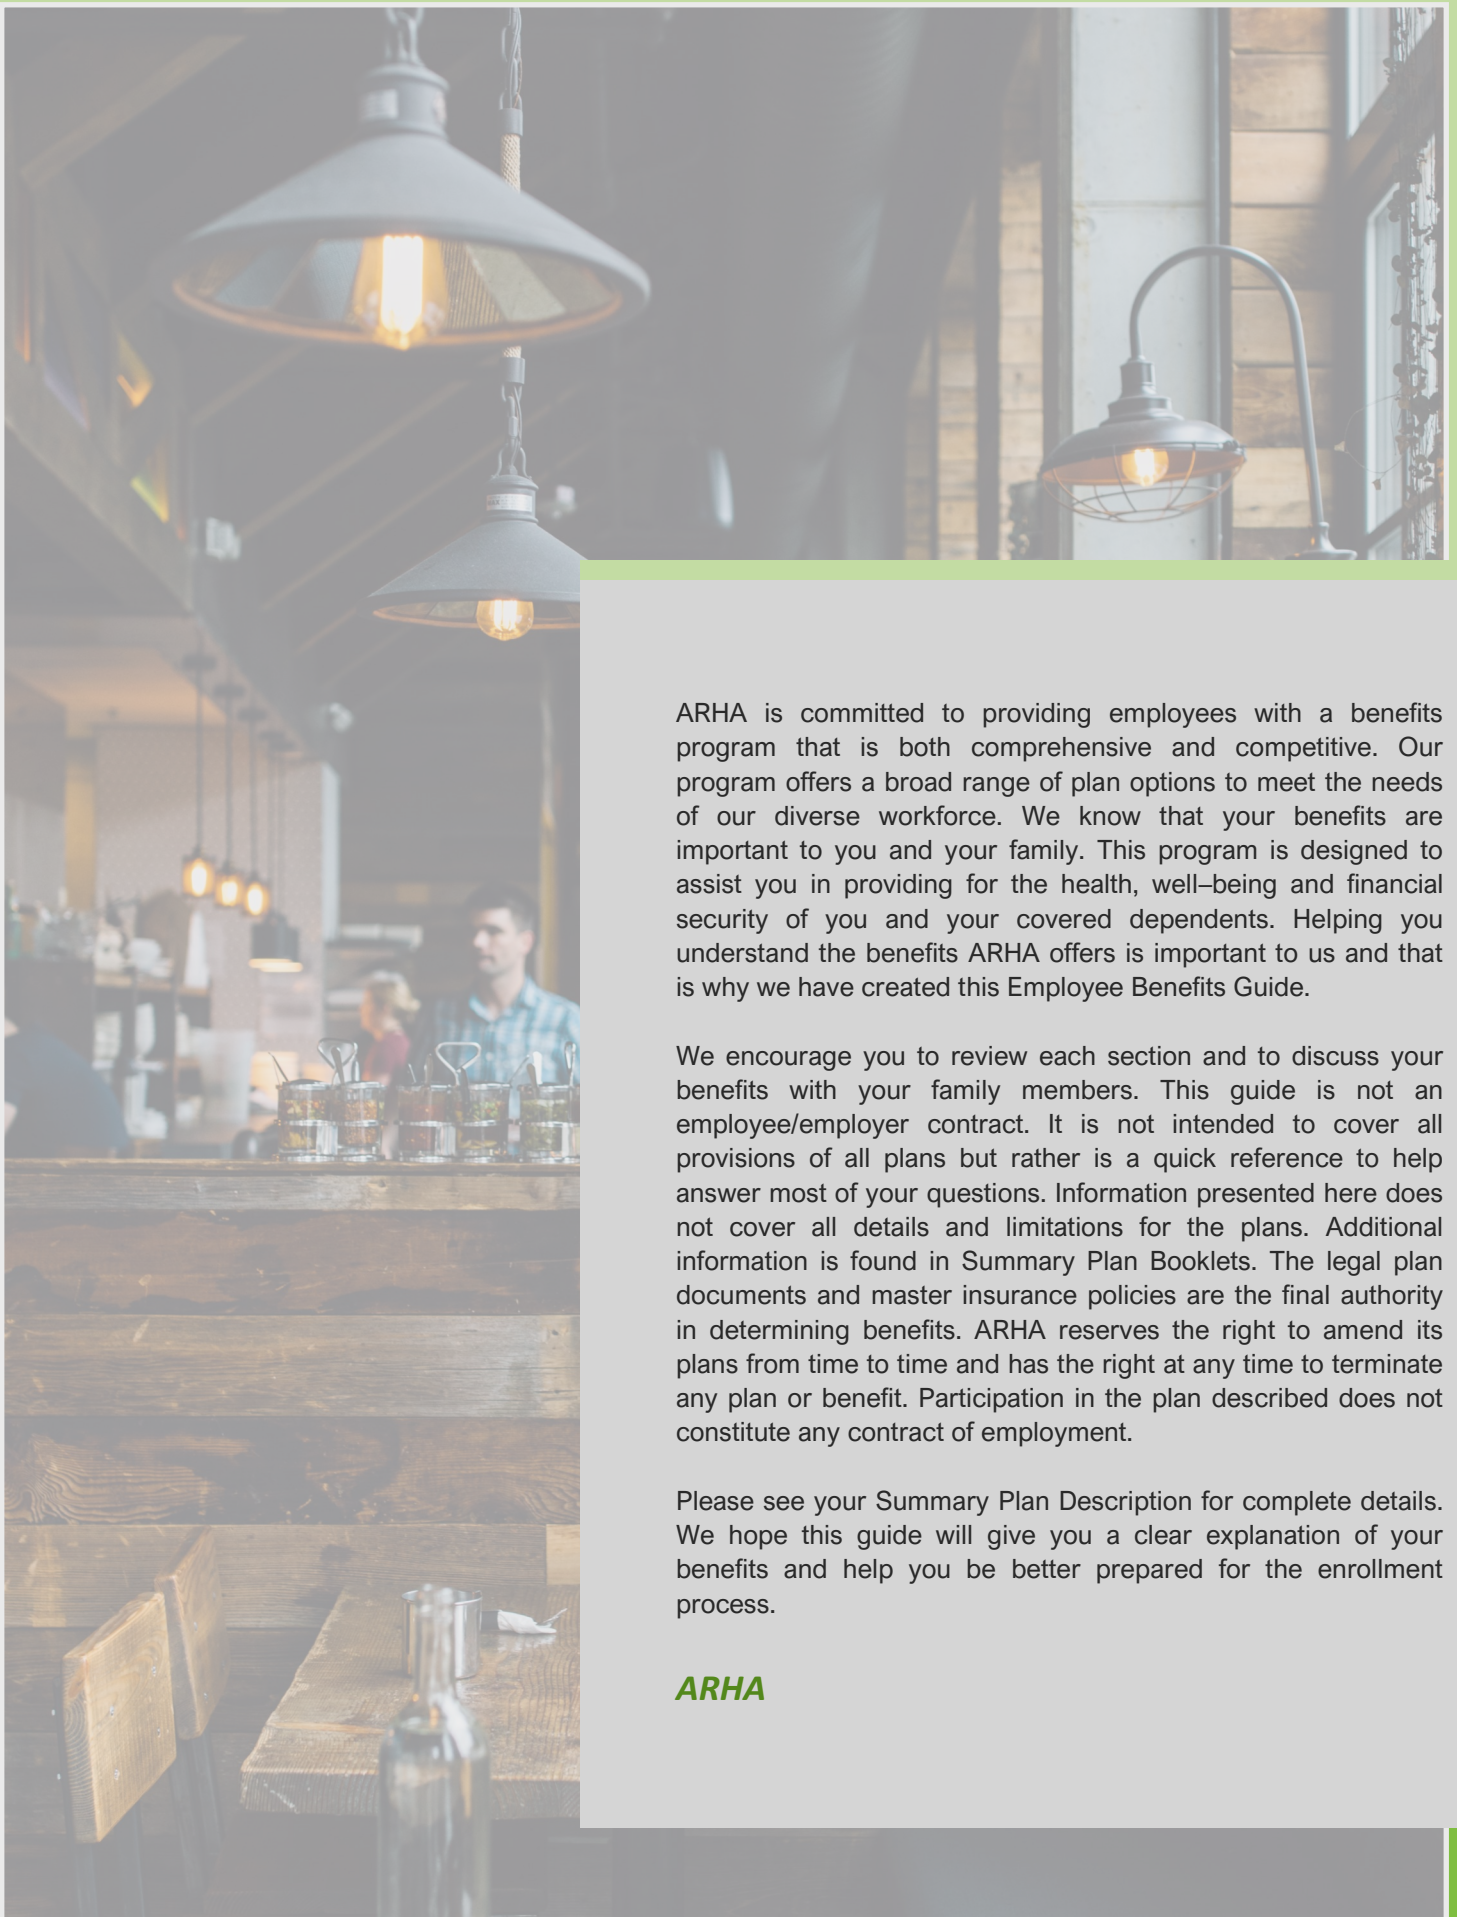 ARHA is committed to providing employees with a benefits
program that is both comprehensive and competitive. Our
program offers a broad range of plan options to meet the needs
of our diverse workforce. We know that your benefits are
important to you and your family. This program is designed to
assist you in providing for the health, well–being and financial
security of you and your covered dependents. Helping you
understand the benefits ARHA offers is important to us and that
is why we have created this Employee Benefits Guide.
We encourage you to review each section and to discuss your
benefits with your family members. This guide is not an
employee/employer contract. It is not intended to cover all
provisions of all plans but rather is a quick reference to help
answer most of your questions. Information presented here does
not cover all details and limitations for the plans. Additional
information is found in Summary Plan Booklets. The legal plan
documents and master insurance policies are the final authority
in determining benefits. ARHA reserves the right to amend its
plans from time to time and has the right at any time to terminate
any plan or benefit. Participation in the plan described does not
constitute any contract of employment.
Please see your Summary Plan Description for complete details.
We hope this guide will give you a clear explanation of your
benefits and help you be better prepared for the enrollment
process.
ARHA